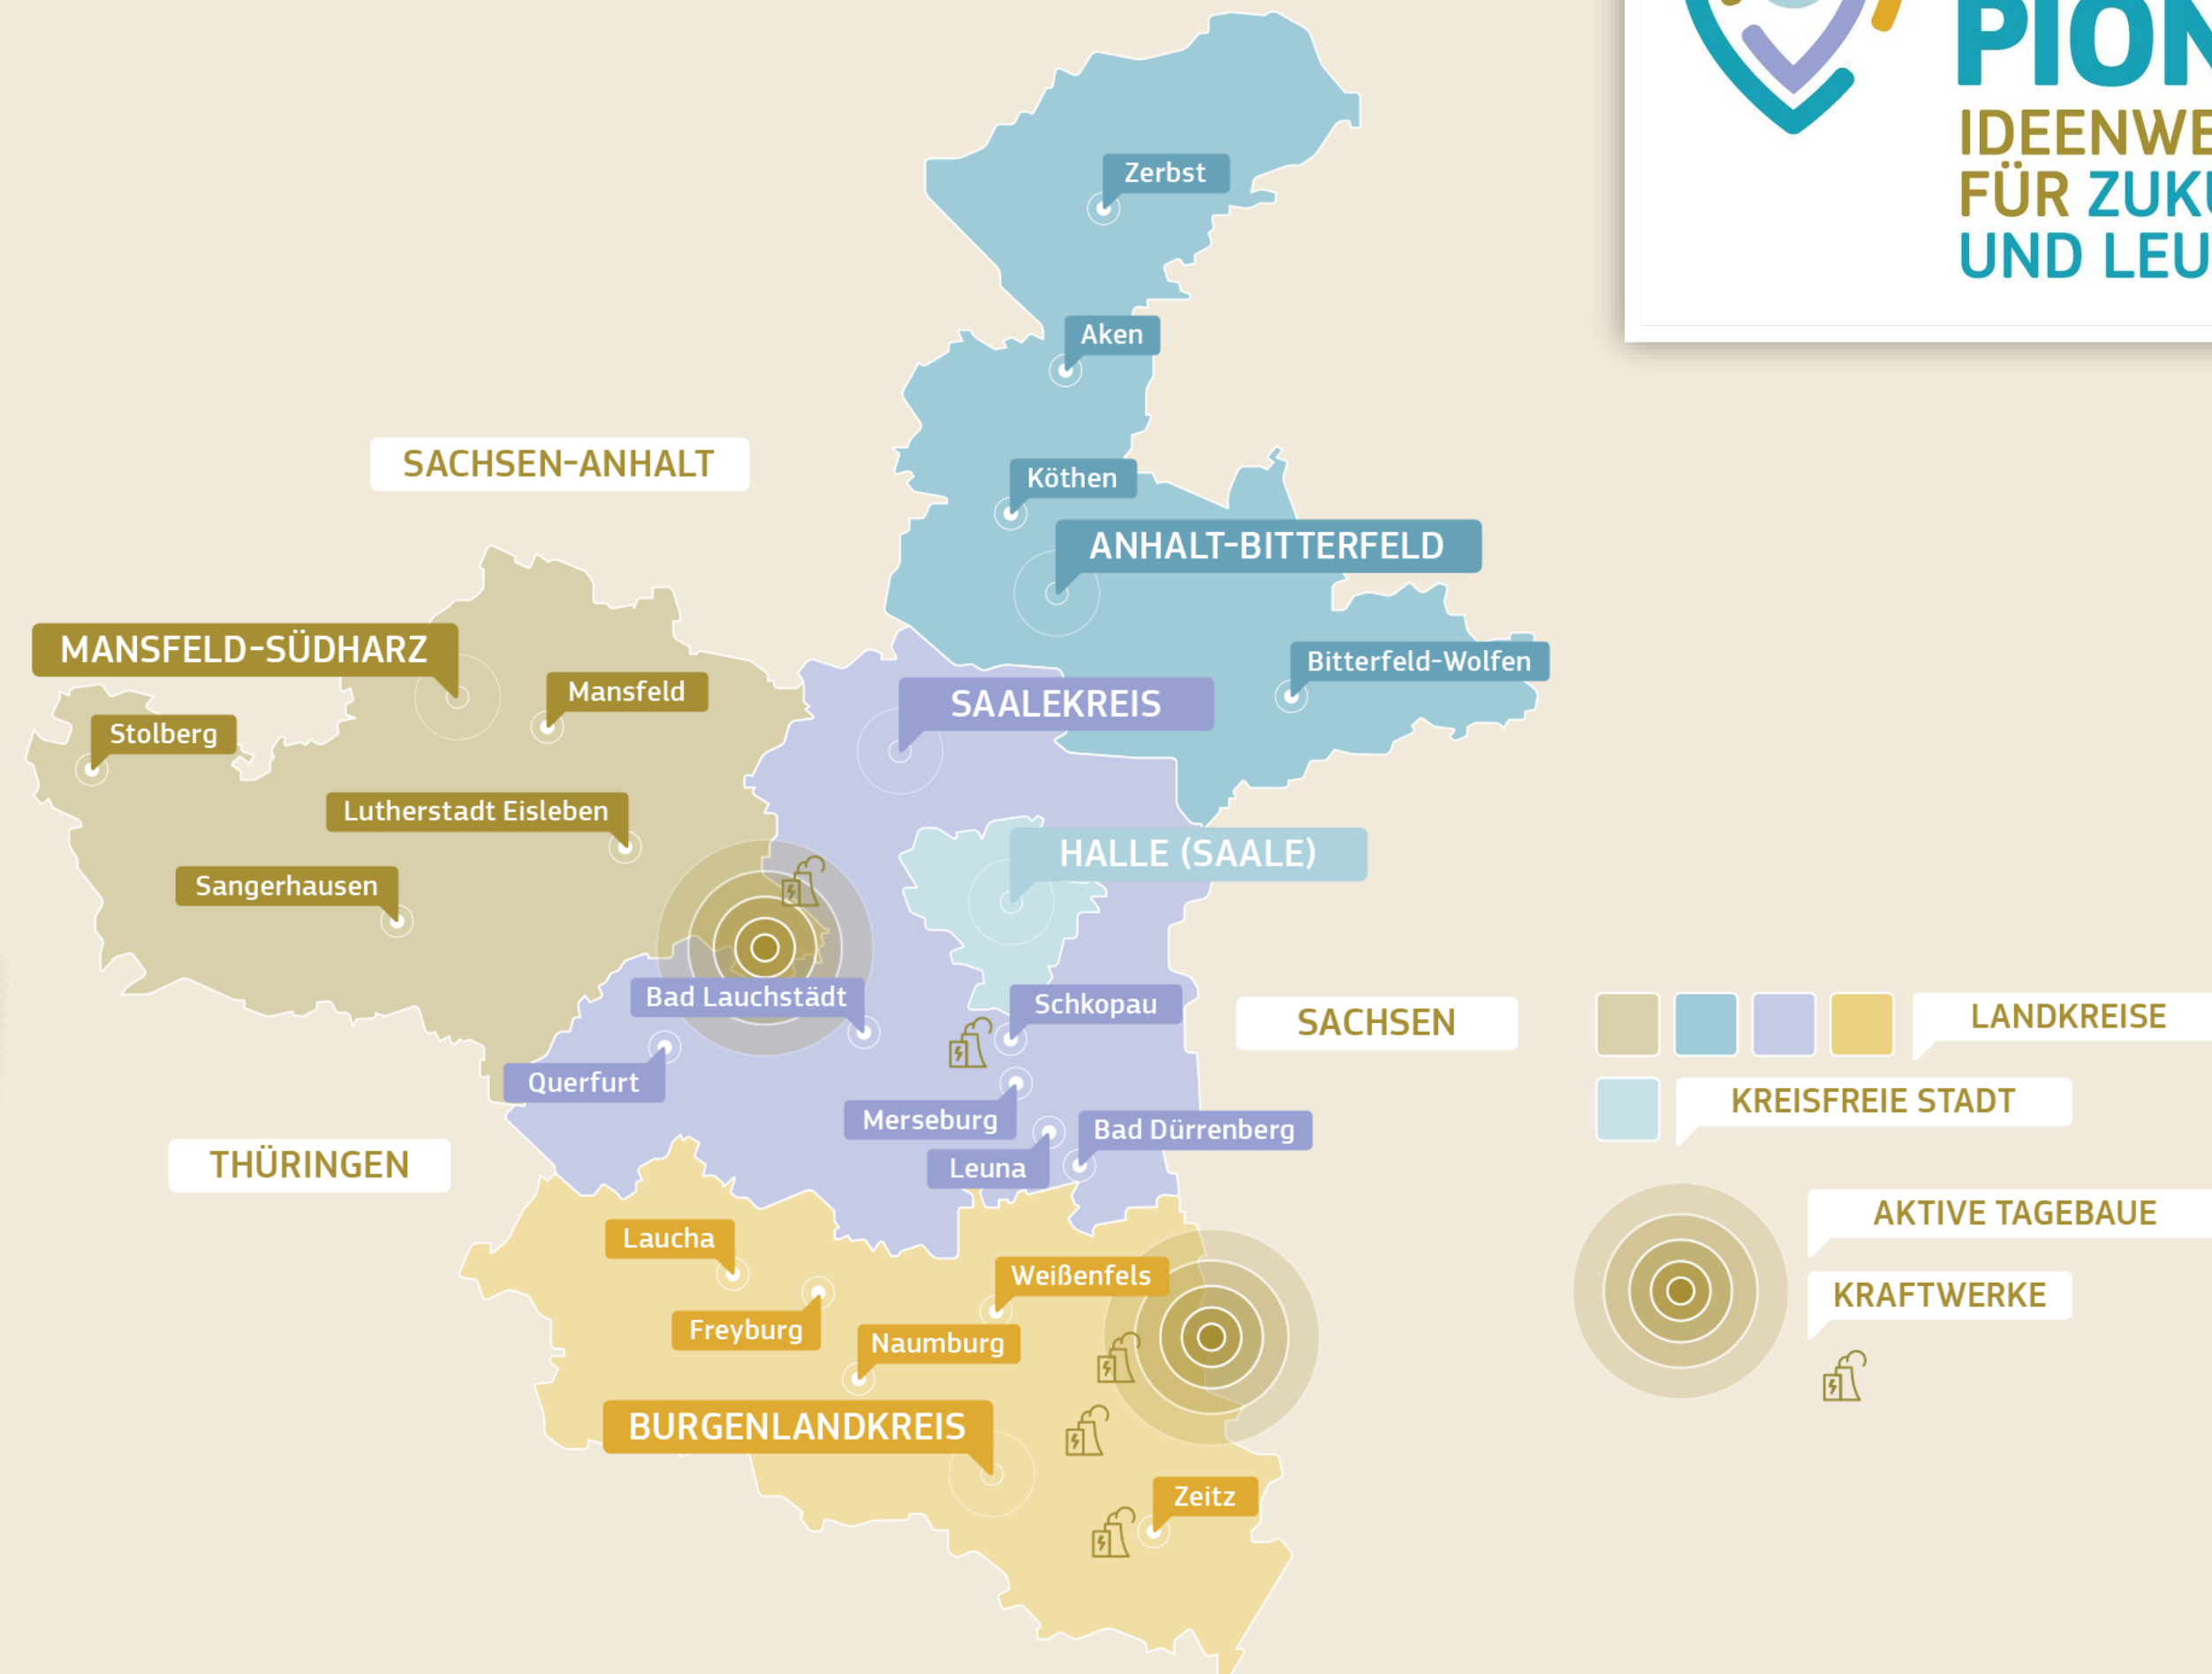 PION
IDEENWE
FÜR ZUKU
UND LEU
Zerbst
Aken
SACHSEN-ANHALT
Köthen
ANHALT-BITTERFELD
MANSFELD-SÜDHARZ
Bitterfeld-Wolfen
Mansfeld
SAALEKREIS
Stolberg
Lutherstadt Eisleben
HALLE (SAALE)
Sangerhausen
Bad Lauchstädt
Schkopau
SACHSEN
LANDKREISE
Querfurt
KREISFREIE STADT
Merseburg
Bad Dürrenberg
THÜRINGEN
Leuna
AKTIVE TAGEBAUE
Laucha
Weißenfels
KRAFTWERKE
Freyburg
Naumburg
BURGENLANDKREIS
Zeitz